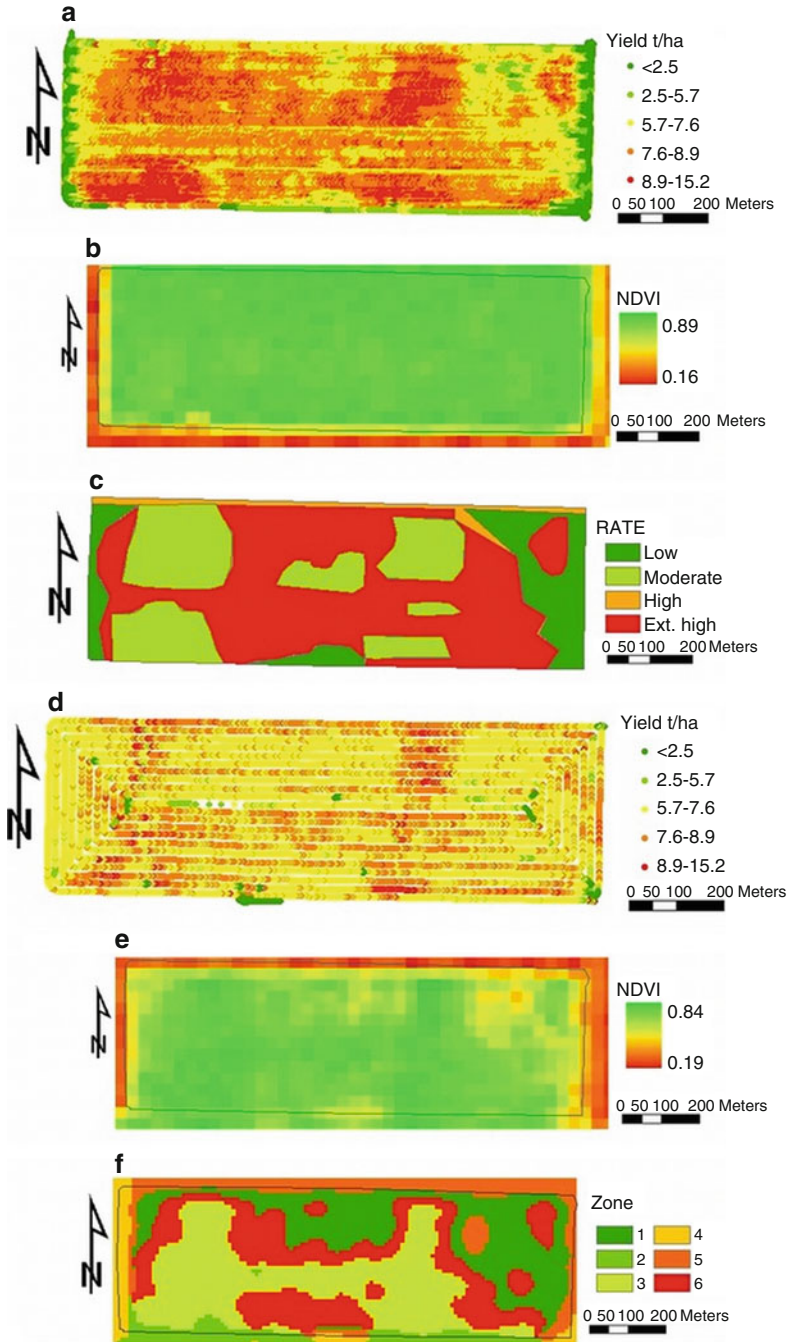 a
N
Yield t/ha
<2.5
2.5-5.7
5.7-7.6
7.6-8.9
8.9-15.2
0 50 100 200 Meters
b
N
NDVI
0.89
0.16
0 50 100 200 Meters
c
N
RATE
Low
Moderate
High
Ext. high
0 50 100 200 Meters
d
N
Yield t/ha
<2.5
2.5-5.7
5.7-7.6
7.6-8.9
8.9-15.2
0 50 100 200 Meters
e
N
NDVI
0.84
0.19
0 50 100 200 Meters
f
N
Zone
1 4
2 5
3 6
0 50 100 200 Meters